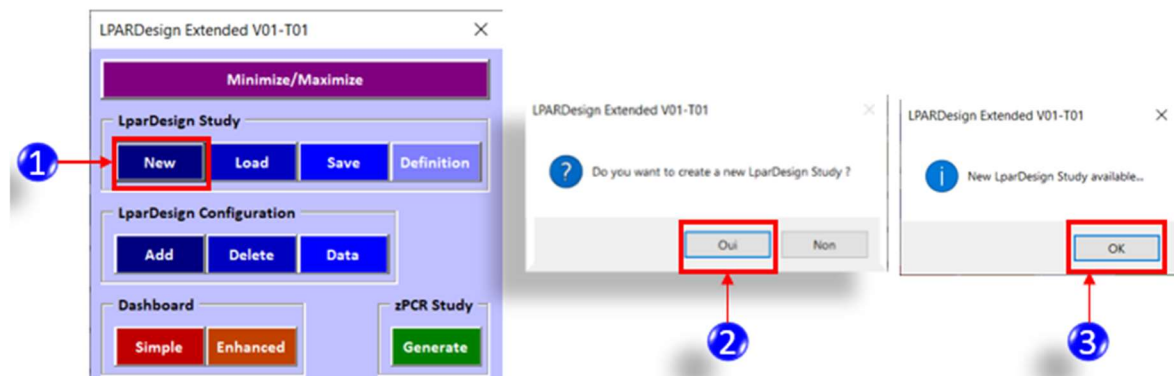 LPARDesign Extended V01-T01
Minimize/Maximize
LparDesign Study
1
New Load Save Definition
LparDesign Configuration
Add Delete Data
Dashboard
Simple Enhanced
zPCR Study
Generate
LPARDesign Extended V01-T01
? Do you want to create a new LparDesign Study ?
Oui Non
2
LPARDesign Extended V01-T01
i New LparDesign Study available...
OK
3